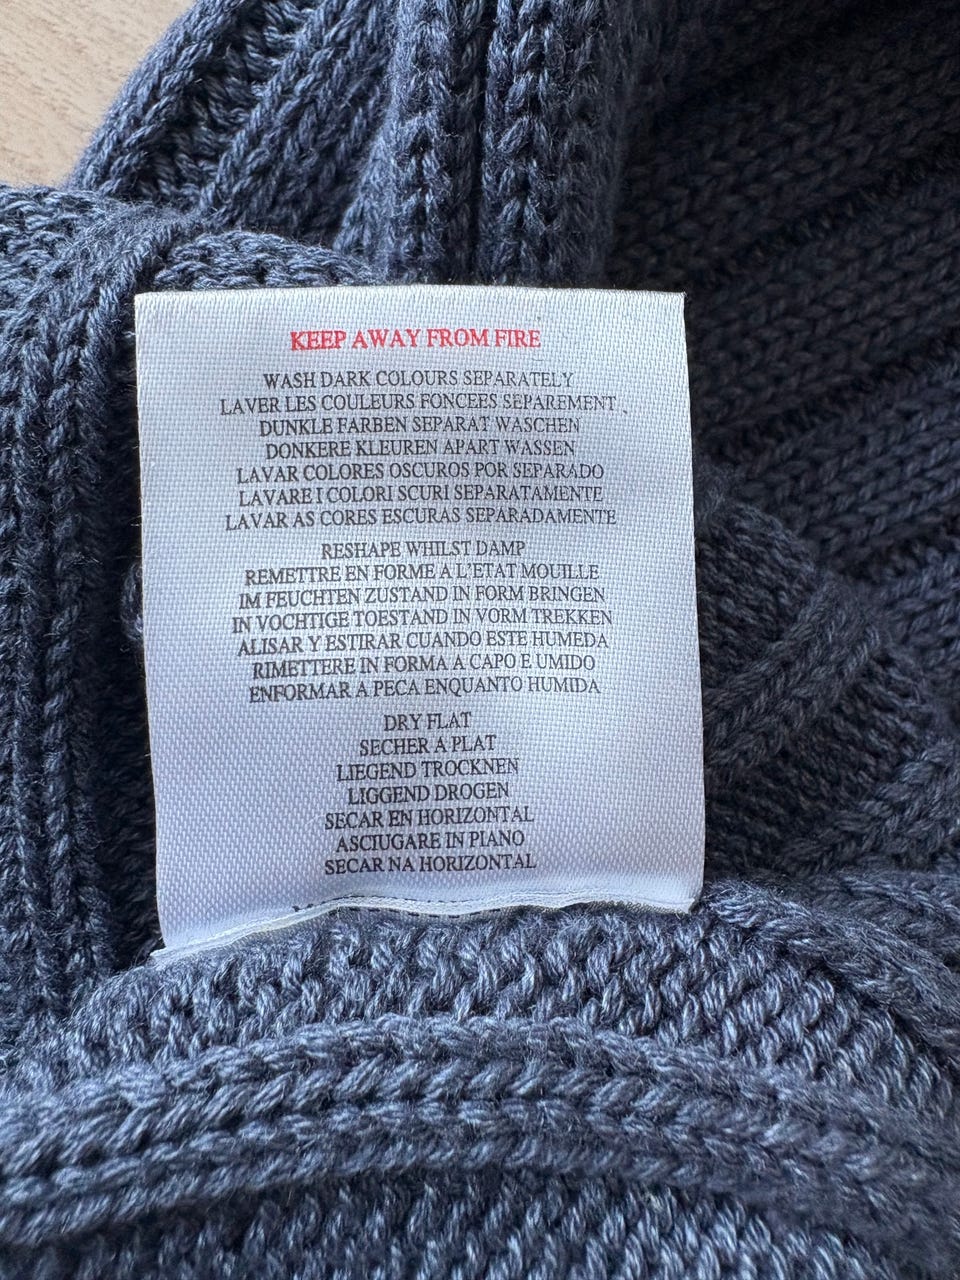 KEEP AWAY FROM FIRE
WASH DARK COLOURS SEPARATELY
LAVER LES COULEURS FONCEES SEPAREMENT
DUNKLE FARBEN SEPARAT WASCHEN
DONKERE KLEUREN APART WASSEN
LAVAR COLORES OSCUROS POR SEPARADO
LAVARE I COLORI SCURI SEPARATAMENTE
LAVAR AS CORES ESCURAS SEPARADAMENTE
RESHAPE WHILST DAMP
REMETTRE EN FORME A L'ETAT MOUILLE
IM FEUCHTEN ZUSTAND IN FORM BRINGEN
IN VOCHTIGE TOESTAND IN VORM TREKKEN
ALISAR Y ESTIRAR CUANDO ESTE HUMEDA
RIMETTERE IN FORMA A CAPO E UMIDO
ENFORMAR A PECA ENQUANTO HUMIDA
DRY FLAT
SECHER A PLAT
LIEGEND TROCKNEN
LIGGEND DROGEN
SECAR EN HORIZONTAL
ASCIUGARE IN PIANO
SECAR NA HORIZONTAL